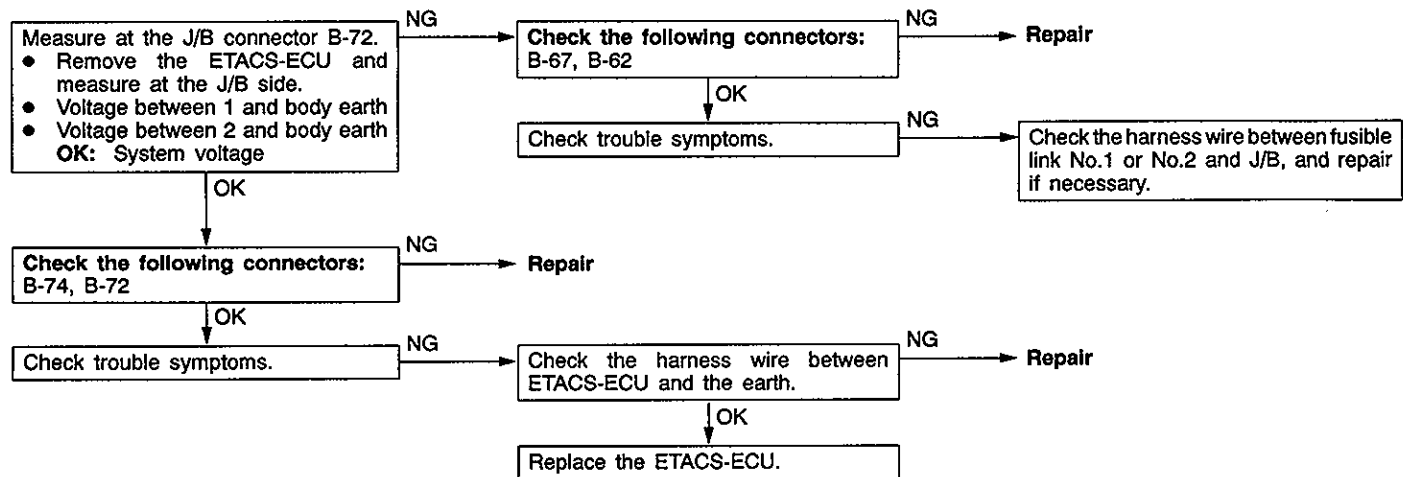 Measure at the J/B connector B-72.
● Remove the ETACS-ECU and
measure at the J/B side.
● Voltage between 1 and body earth
● Voltage between 2 and body earth
OK: System voltage
NG
Check the following connectors:
B-67, B-62
NG
Repair
OK
Check trouble symptoms.
NG
Check the harness wire between fusible
link No.1 or No.2 and J/B, and repair
if necessary.
OK
Check the following connectors:
B-74, B-72
NG
Repair
OK
Check trouble symptoms.
NG
Check the harness wire between
ETACS-ECU and the earth.
NG
Repair
OK
Replace the ETACS-ECU.